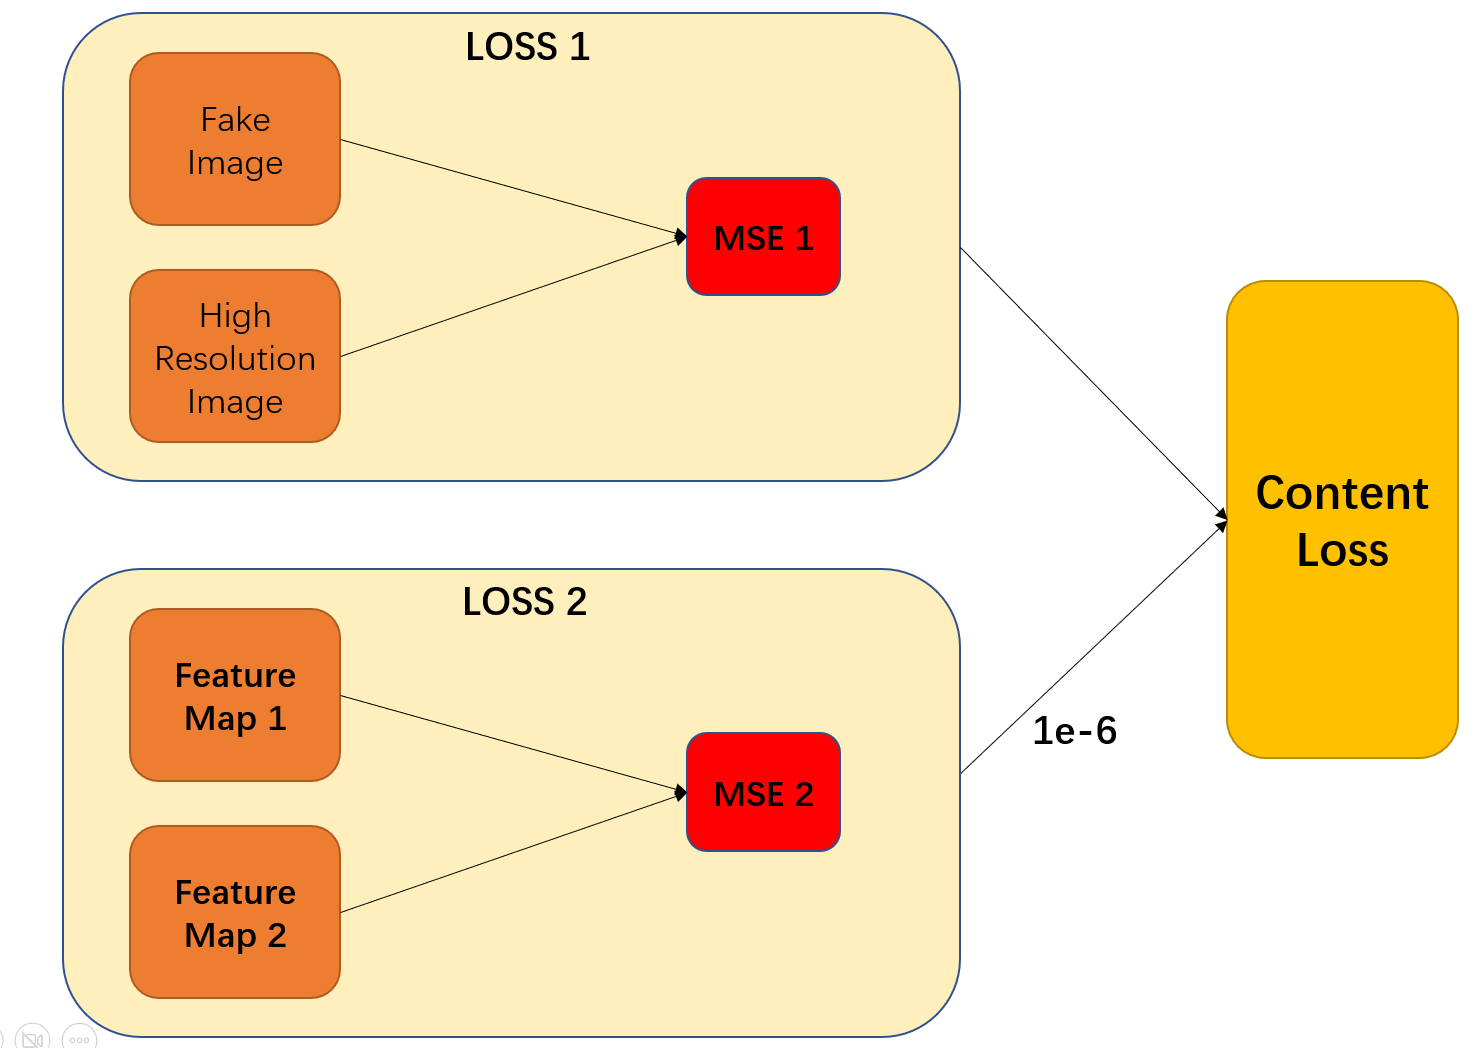 LOSS 1
Fake
Image
High
Resolution
Image
MSE 1
LOSS 2
Feature
Map 1
Feature
Map 2
MSE 2
1e-6
Content
Loss